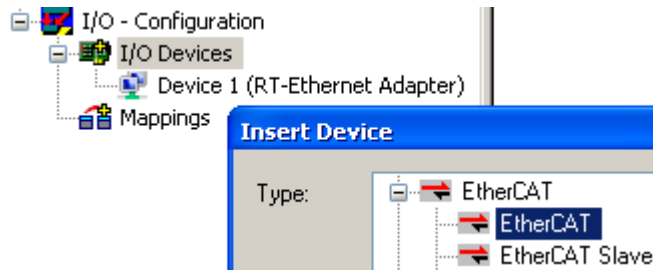 I/O - Configuration
I/O Devices
Device 1 (RT-Ethernet Adapter)
Mappings
Insert Device
Type:
EtherCAT
EtherCAT
EtherCAT Slave